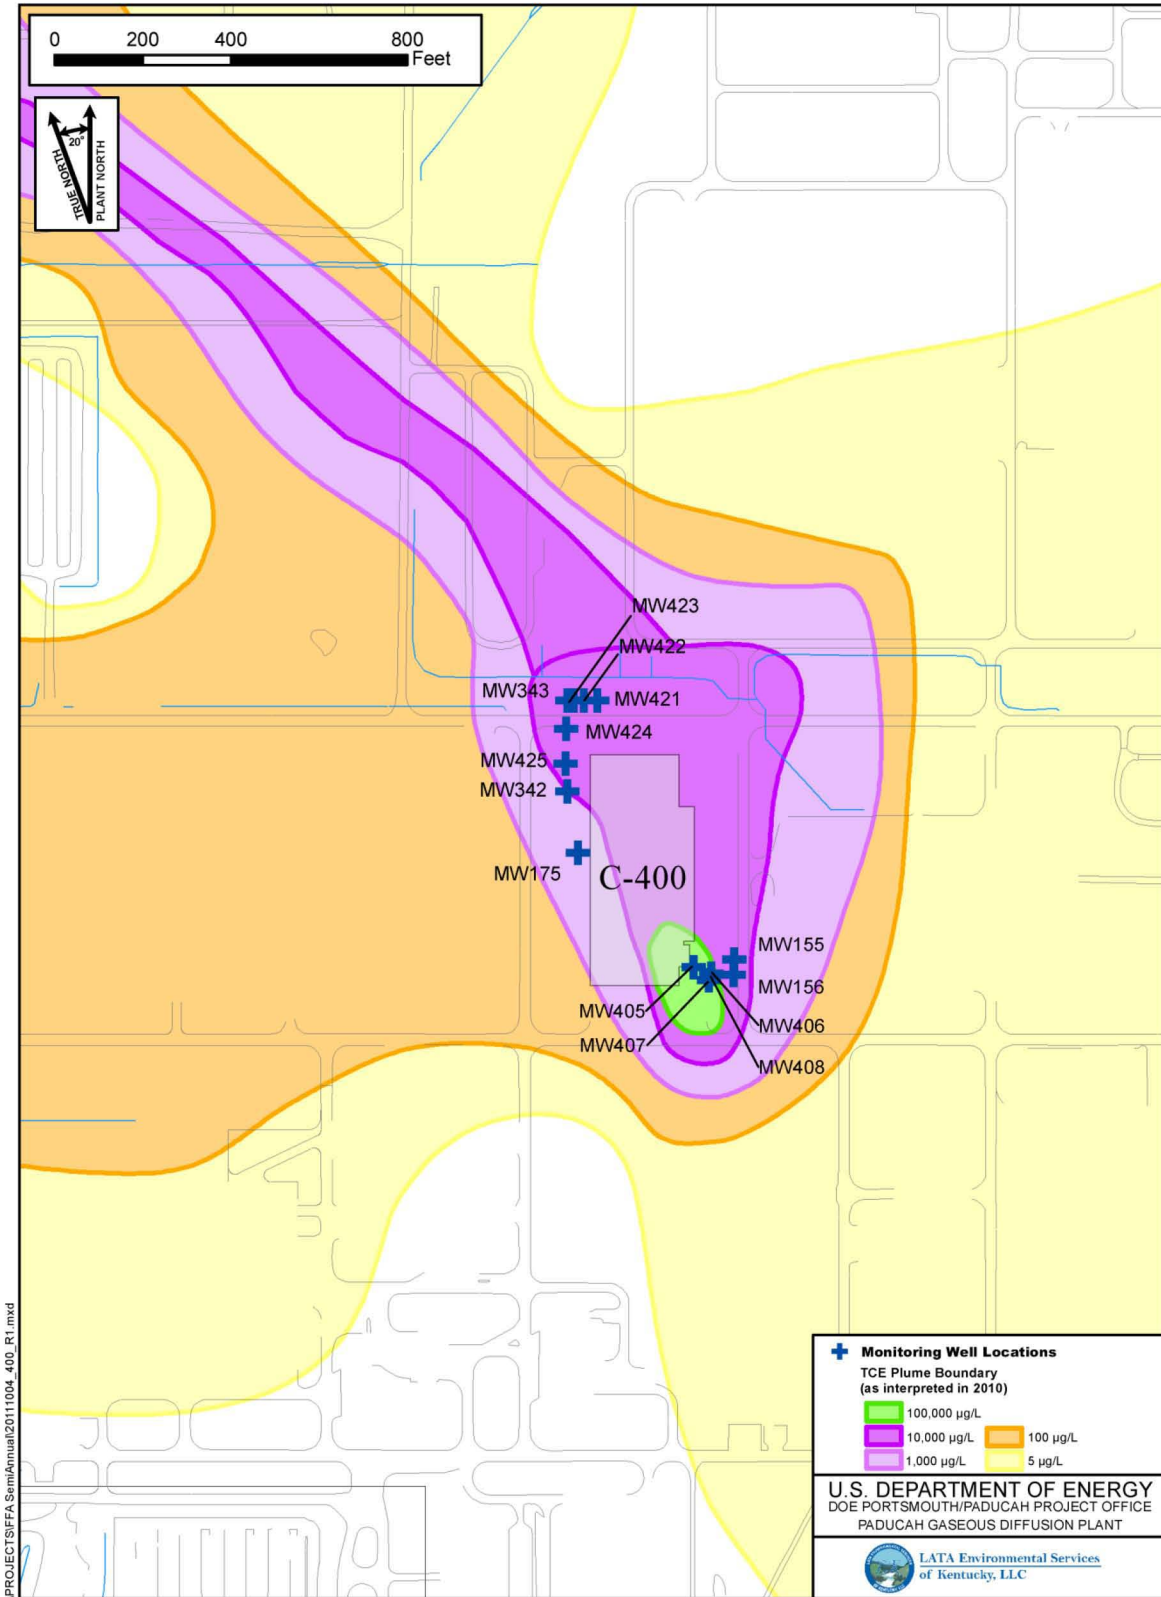 0 200 400 800
Feet
20°
TRUE NORTH
PLANT NORTH
MW423
MW422
MW343
MW421
MW424
MW425
MW342
MW175
C-400
MW155
MW156
MW405
MW406
MW407
MW408
\PROJECTS\FFA SemiAnnual\20111004_400_R1.mxd
Monitoring Well Locations
TCE Plume Boundary
(as interpreted in 2010)
100,000 µg/L
10,000 µg/L 100 µg/L
1,000 µg/L 5 µg/L
U.S. DEPARTMENT OF ENERGY
DOE PORTSMOUTH/PADUCAH PROJECT OFFICE
PADUCAH GASEOUS DIFFUSION PLANT
LATA Environmental Services
of Kentucky, LLC